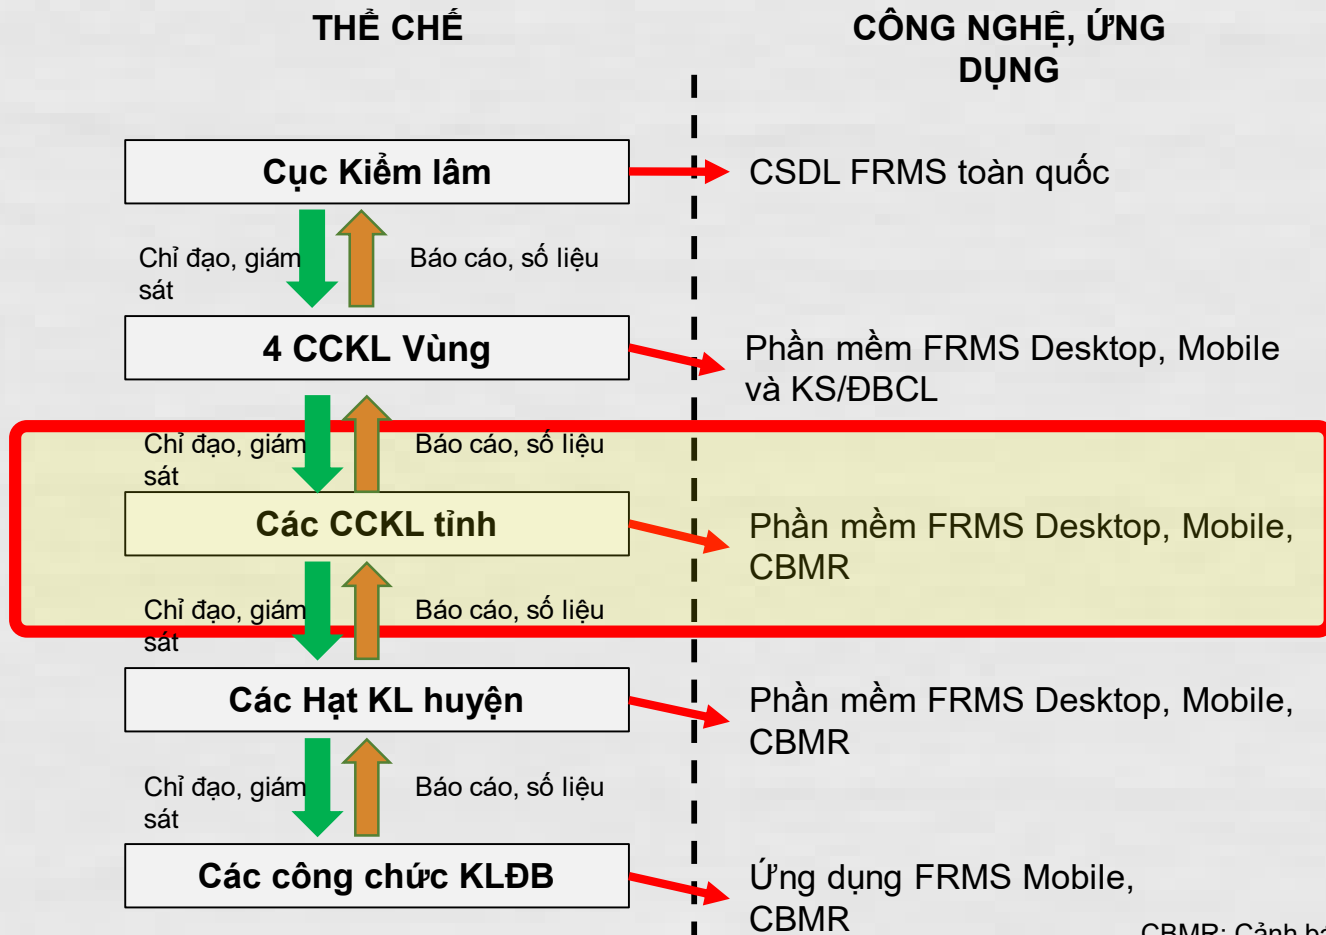 THỂ CHẾ
CÔNG NGHỆ, ỨNG
DỤNG
Cục Kiểm lâm
CSDL FRMS toàn quốc
Chỉ đạo, giám
sát
Báo cáo, số liệu
4 CCKL Vùng
Phần mềm FRMS Desktop, Mobile
và KS/ĐBCL
Chỉ đạo, giám
sát
Báo cáo, số liệu
Các CCKL tỉnh
Phần mềm FRMS Desktop, Mobile,
CBMR
Chỉ đạo, giám
sát
Báo cáo, số liệu
Các Hạt KL huyện
Phần mềm FRMS Desktop, Mobile,
CBMR
Chỉ đạo, giám
sát
Báo cáo, số liệu
Các công chức KLĐB
Ứng dụng FRMS Mobile,
CBMR
CBMR: Cảnh